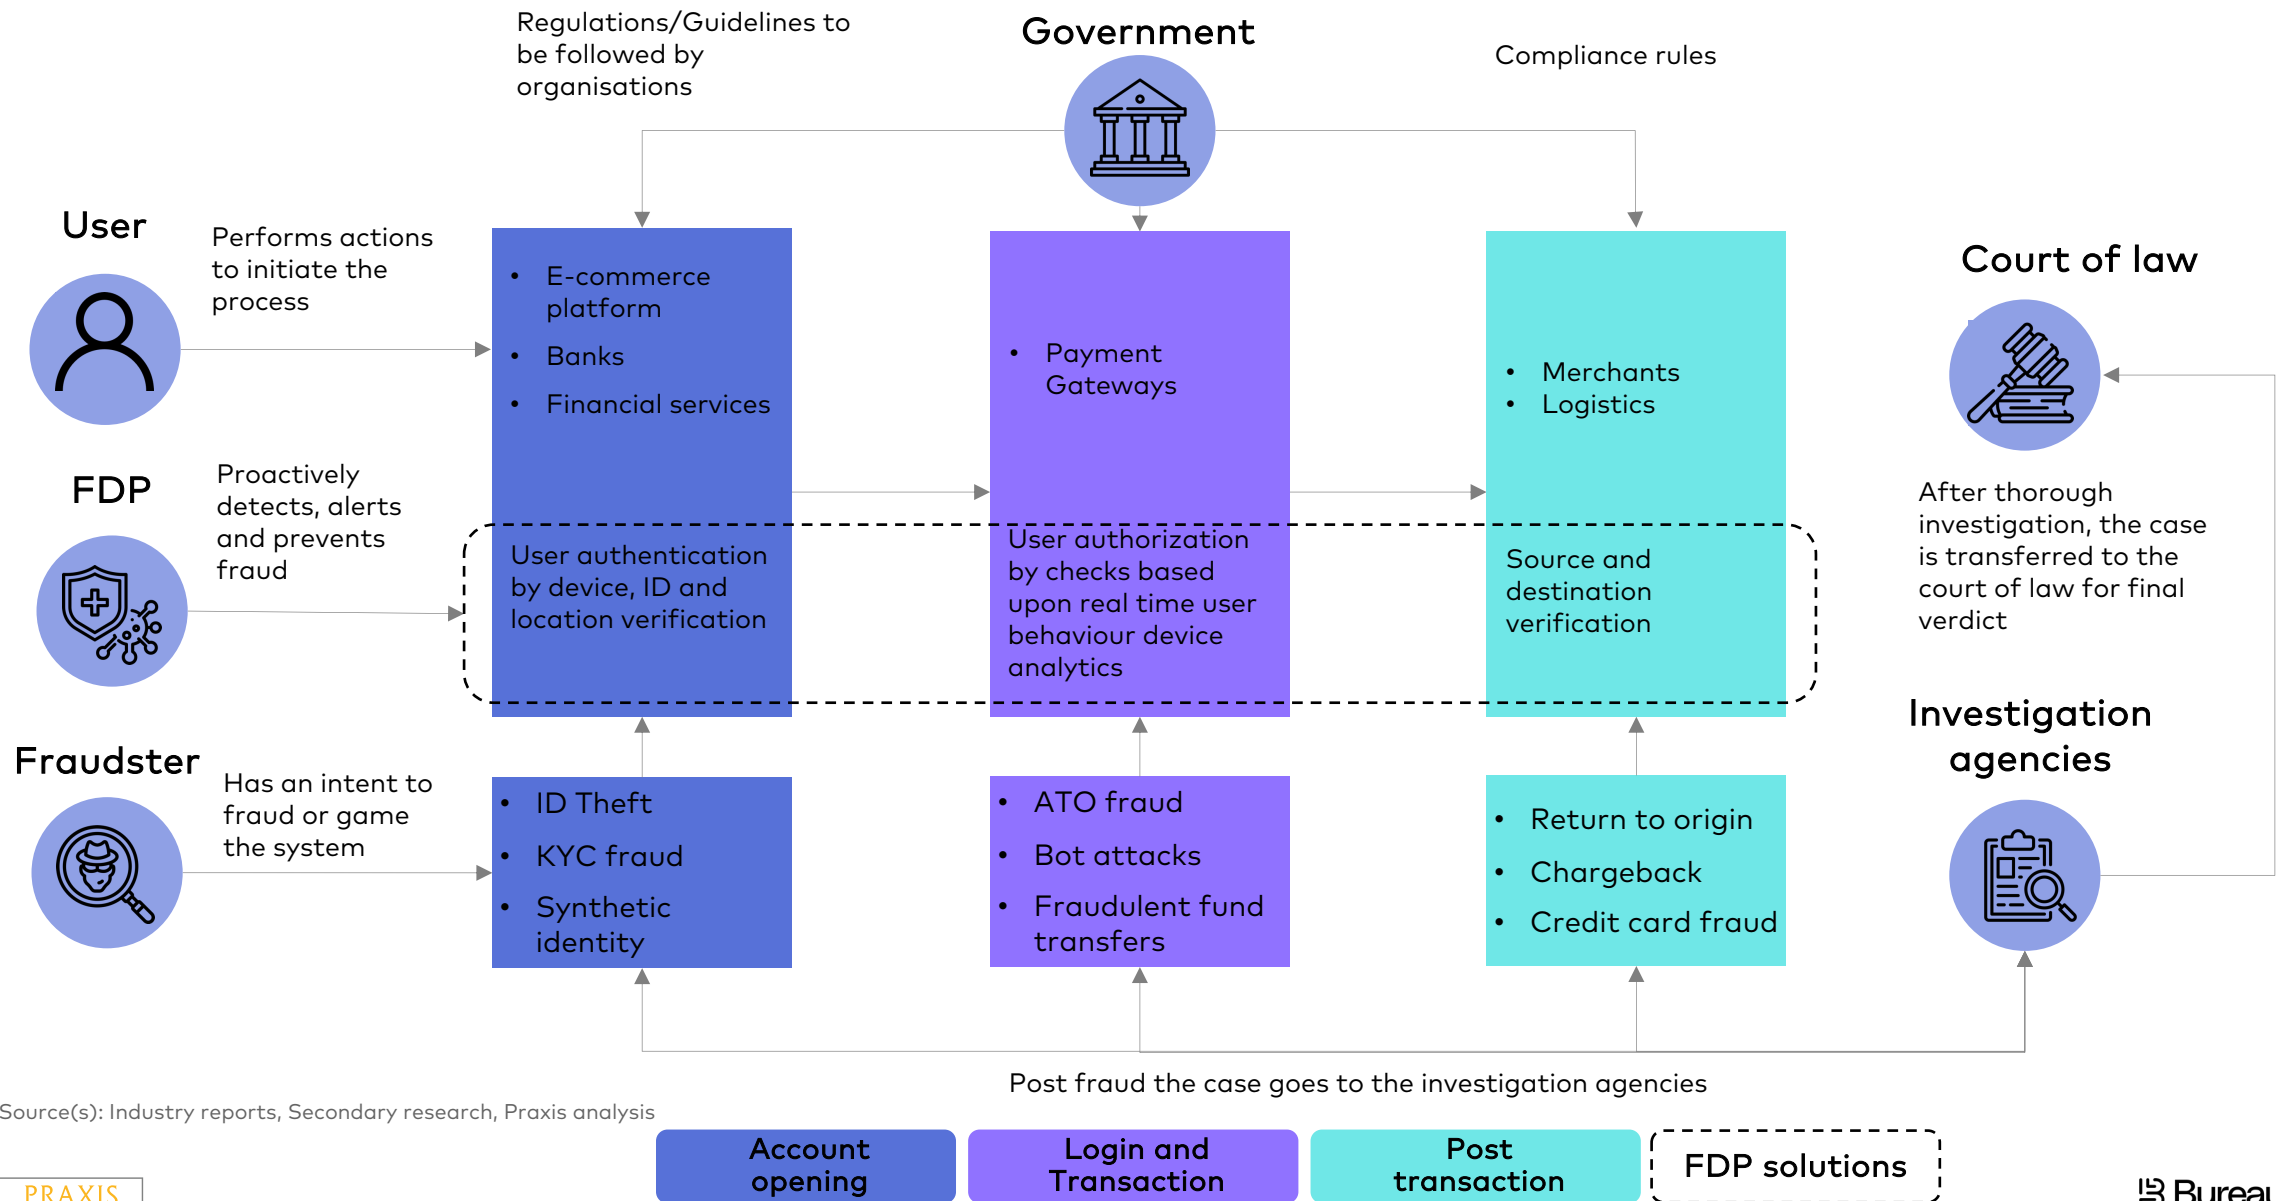 Regulations/Guidelines to
be followed by
organisations
Government
Compliance rules
User
Performs actions
to initiate the
process
• E-commerce
platform
• Banks
• Financial services
• Payment
Gateways
• Merchants
• Logistics
Court of law
FDP
Proactively
detects, alerts
and prevents
fraud
User authentication
by device, ID and
location verification
User authorization
by checks based
upon real time user
behaviour device
analytics
Source and
destination
verification
After thorough
investigation, the case
is transferred to the
court of law for final
verdict
Fraudster
Has an intent to
fraud or game
the system
• ID Theft
• KYC fraud
• Synthetic
identity
• ATO fraud
• Bot attacks
• Fraudulent fund
transfers
• Return to origin
• Chargeback
• Credit card fraud
Investigation
agencies
Post fraud the case goes to the investigation agencies
Source(s): Industry reports, Secondary research, Praxis analysis
Account
opening
Login and
Transaction
Post
transaction
FDP solutions
PRAXIS
Bureau